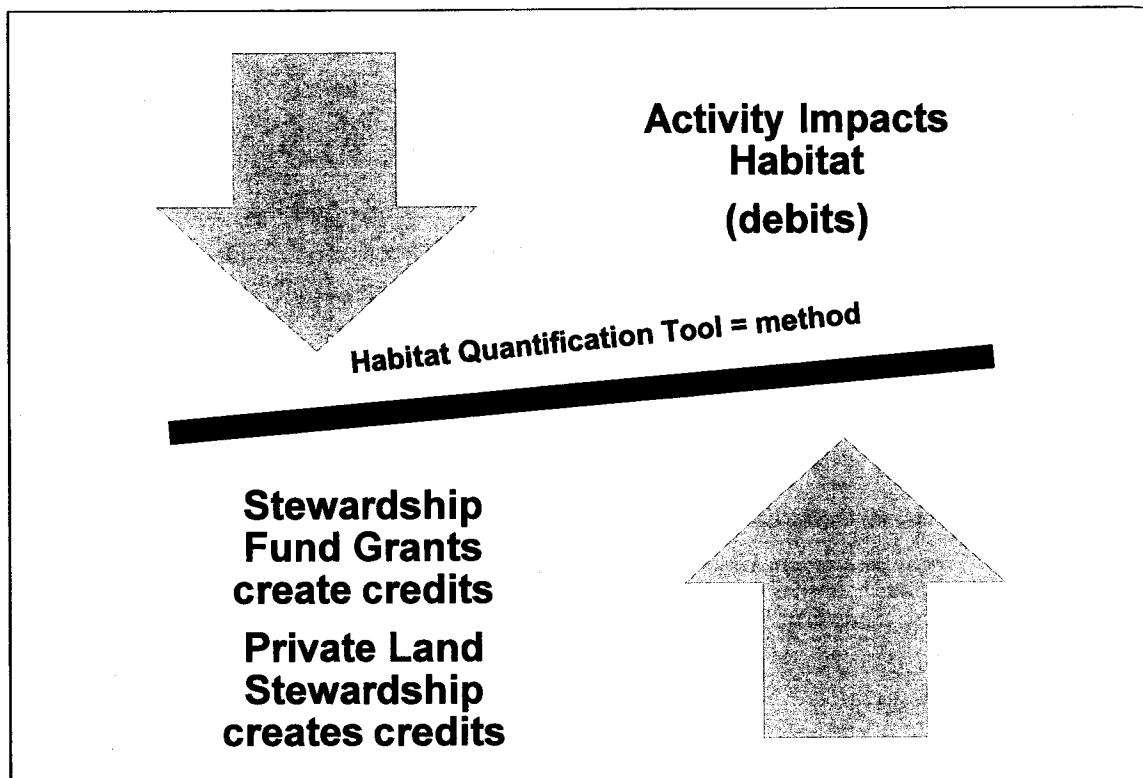 Activity Impacts
Habitat
(debits)
Habitat Quantification Tool = method
Stewardship
Fund Grants
create credits
Private Land
Stewardship
creates credits